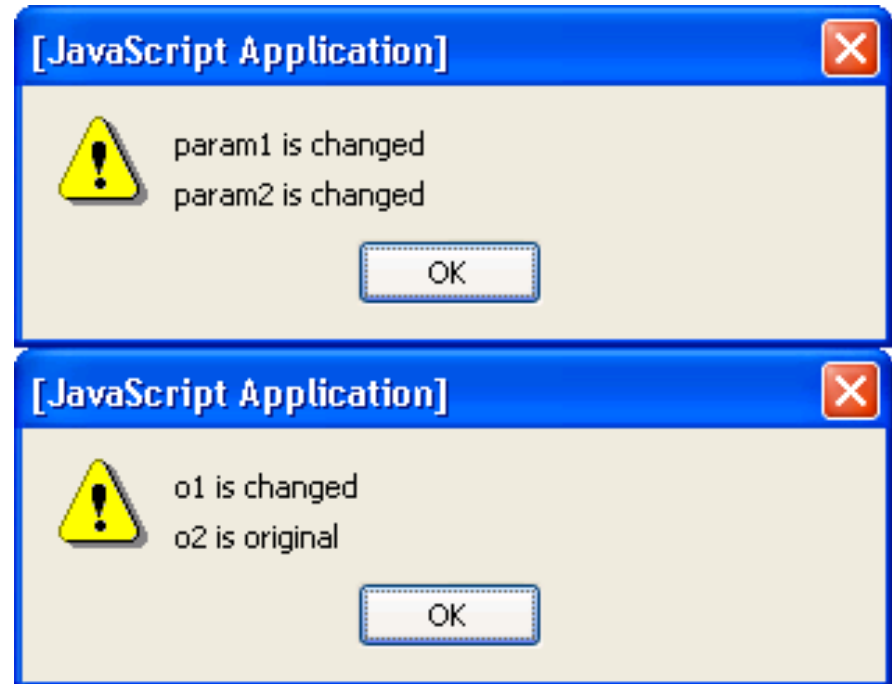 [JavaScript Application]
param1 is changed
param2 is changed
OK
[JavaScript Application]
o1 is changed
o2 is original
OK